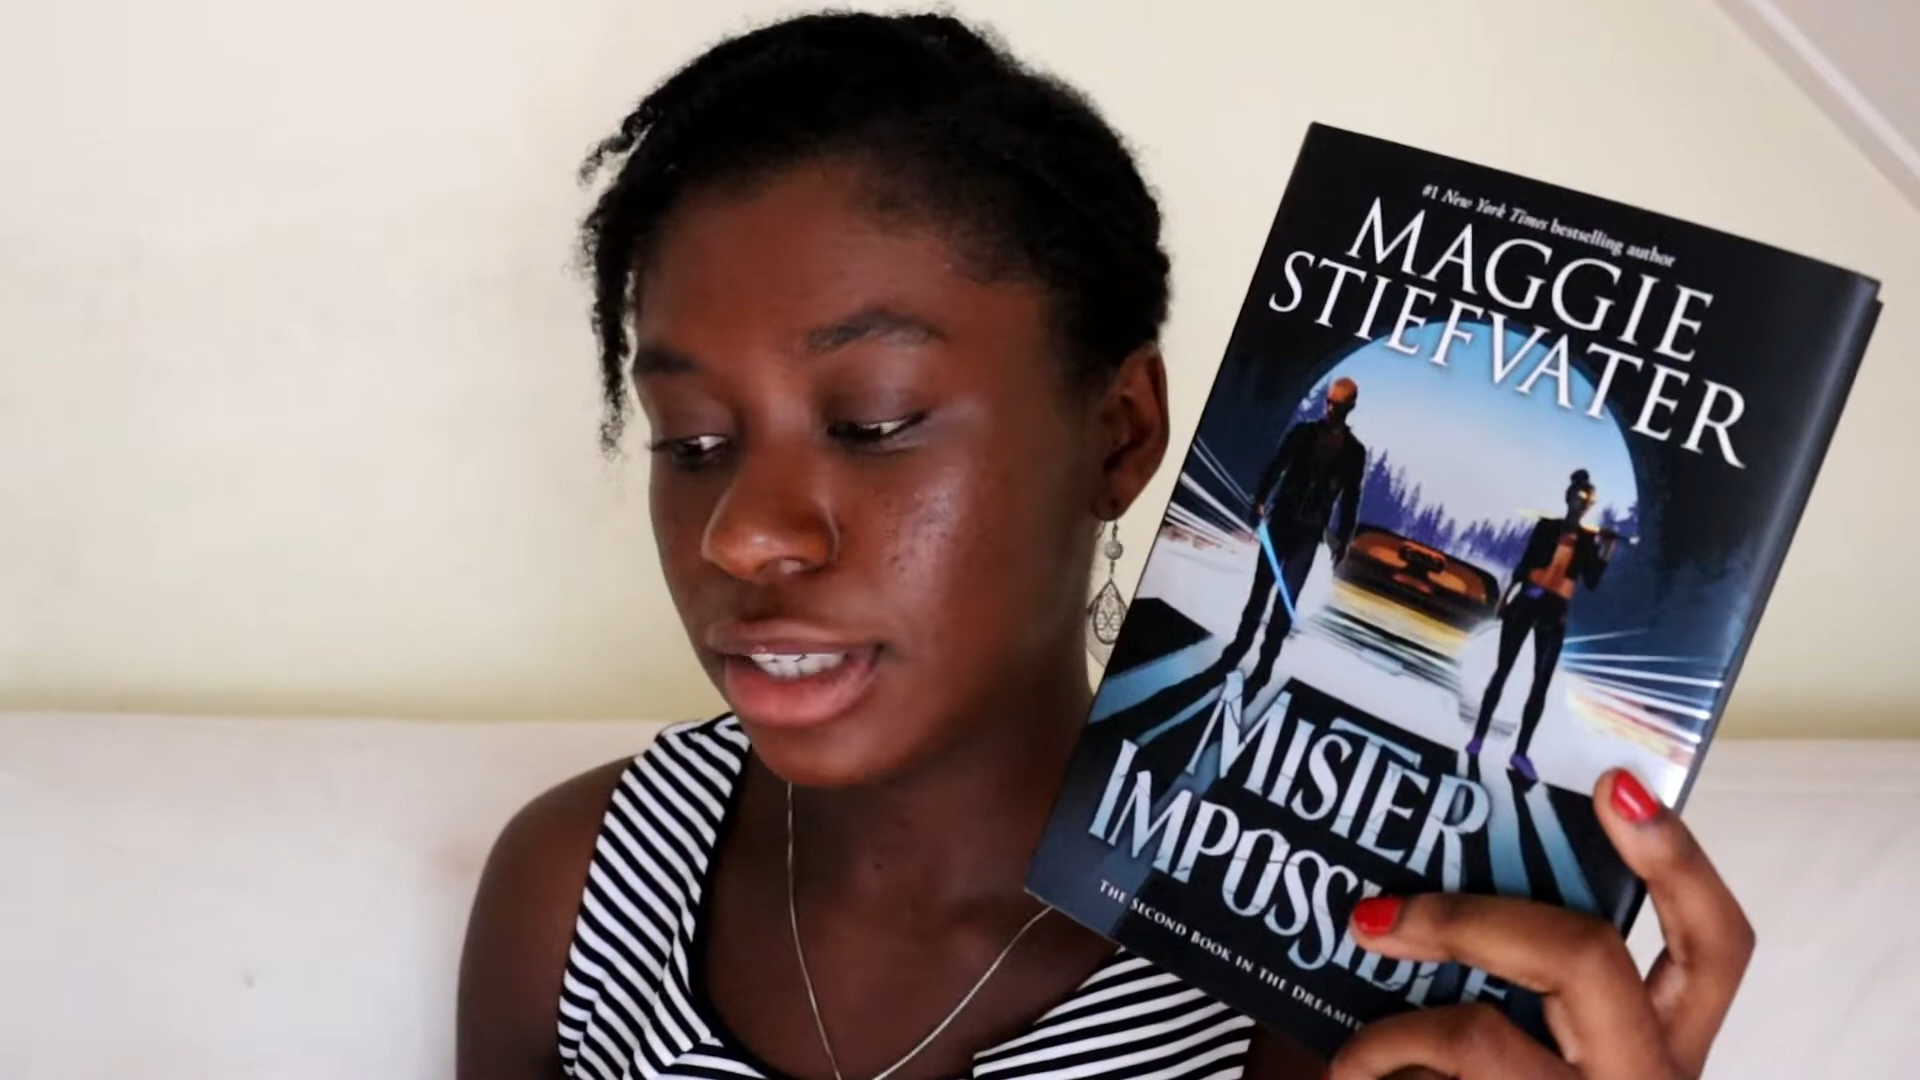 #1 New York Times bestselling author
MAGGIE
STIEFVATER
MISTER
IMPOSSIBLE
THE SECOND BOOK IN THE